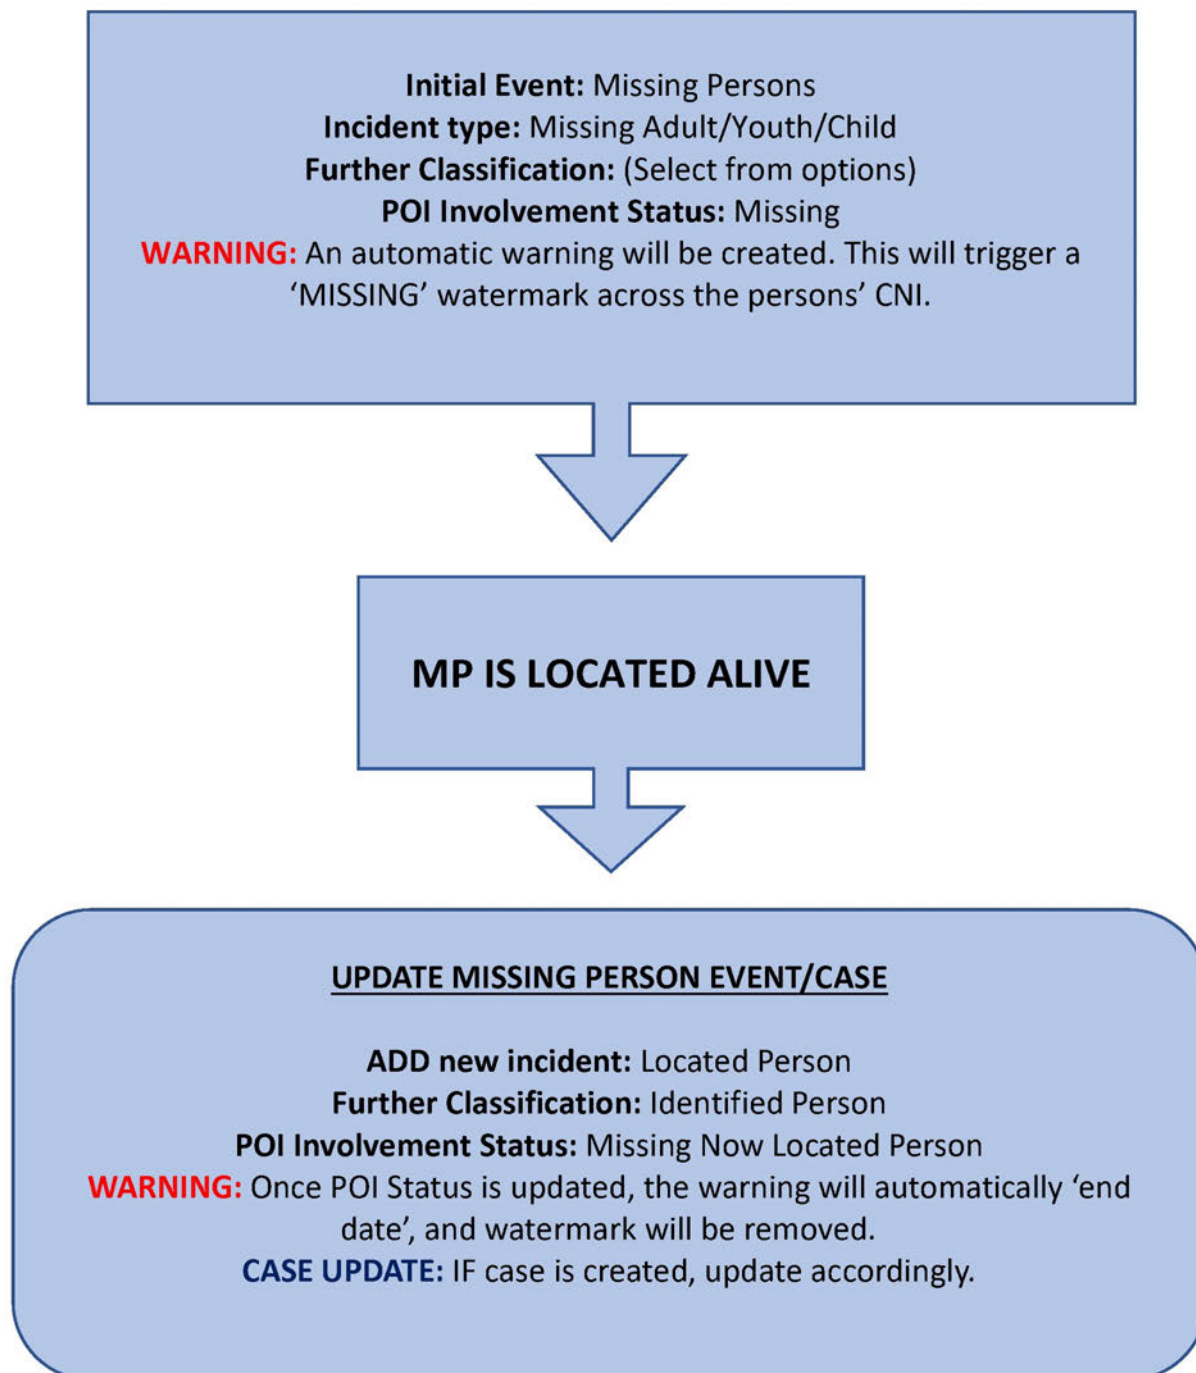 Initial Event: Missing Persons
Incident type: Missing Adult/Youth/Child
Further Classification: (Select from options)
POI Involvement Status: Missing
WARNING: An automatic warning will be created. This will trigger a
‘MISSING’ watermark across the persons’ CNI.
MP IS LOCATED ALIVE
UPDATE MISSING PERSON EVENT/CASE
ADD new incident: Located Person
Further Classification: Identified Person
POI Involvement Status: Missing Now Located Person
WARNING: Once POI Status is updated, the warning will automatically ‘end
date’, and watermark will be removed.
CASE UPDATE: IF case is created, update accordingly.